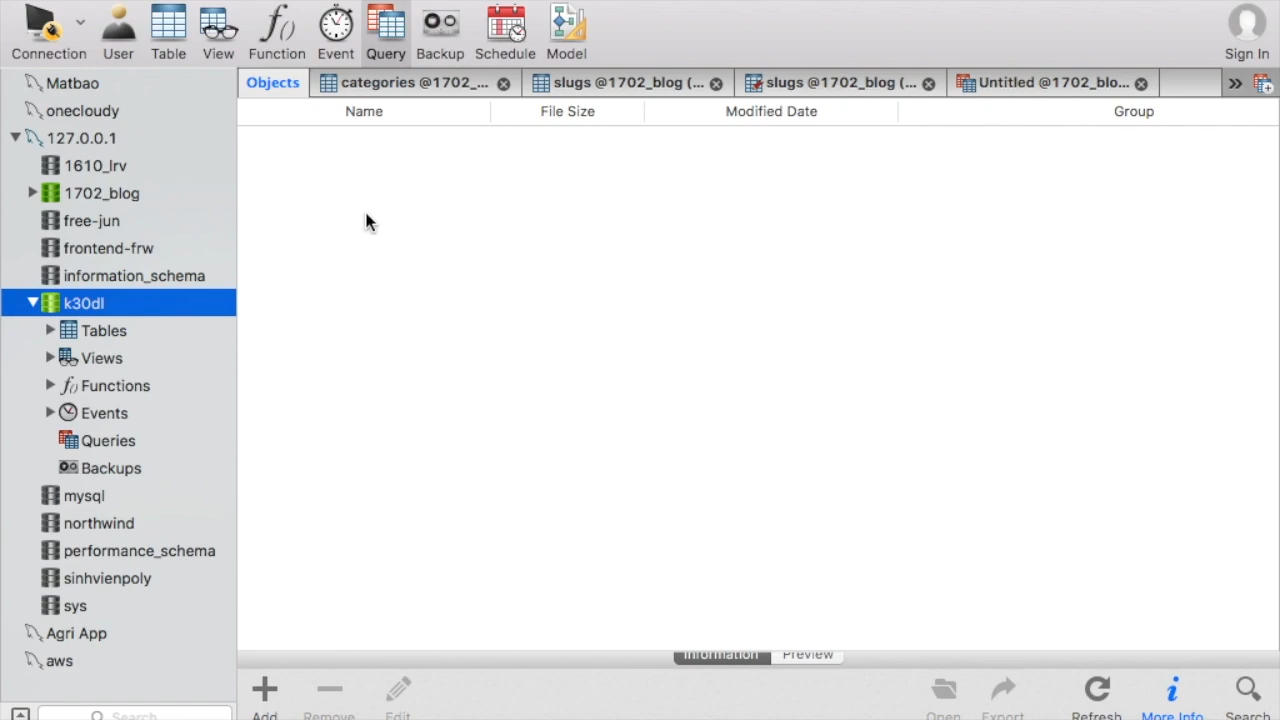 Connection User Table View Function Event Query Backup Schedule Model Sign In
Objects categories @1702_... slugs @1702_blog (... slugs @1702_blog (... Untitled @1702_blo... »
Name File Size Modified Date Group
Matbao
onecloudy
127.0.0.1
1610_lrv
1702_blog
free-jun
frontend-frw
information_schema
k30dl
Tables
Views
f() Functions
Events
Queries
Backups
mysql
northwind
performance_schema
sinhvienpoly
sys
Agri App
aws
Information Preview
Search
Add Remove Edit Open Export Refresh More Info Search